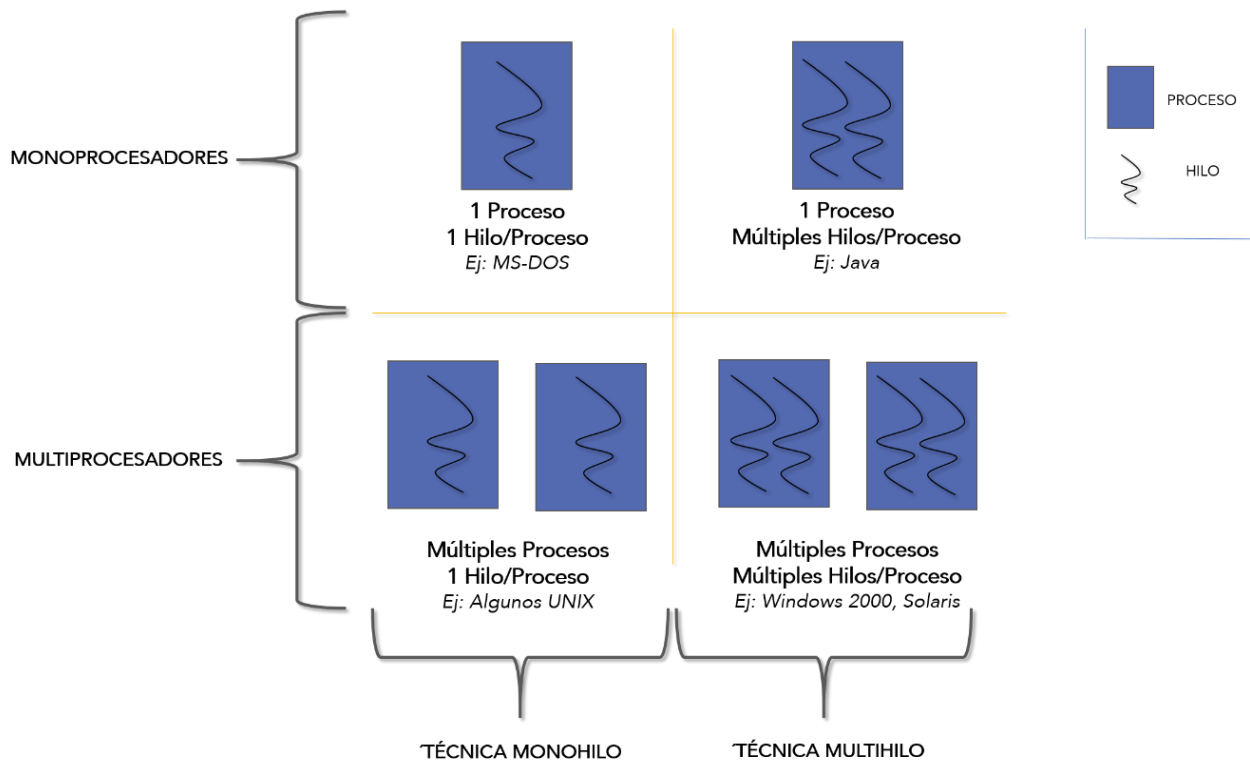 MONOPROCESADORES
1 Proceso
1 Hilo/Proceso
Ej: MS-DOS
1 Proceso
Múltiples Hilos/Proceso
Ej: Java
PROCESO
HILO
MULTIPROCESADORES
Múltiples Procesos
1 Hilo/Proceso
Ej: Algunos UNIX
Múltiples Procesos
Múltiples Hilos/Proceso
Ej: Windows 2000, Solaris
TÉCNICA MONOHILO
TÉCNICA MULTIHILO